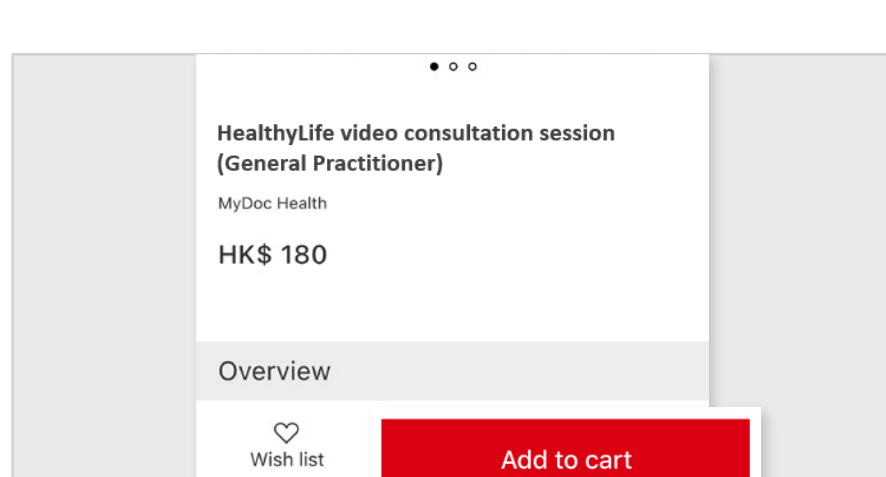 HealthyLife video consultation session
(General Practitioner)
MyDoc Health
HK$ 180
Overview
Wish list
Add to cart